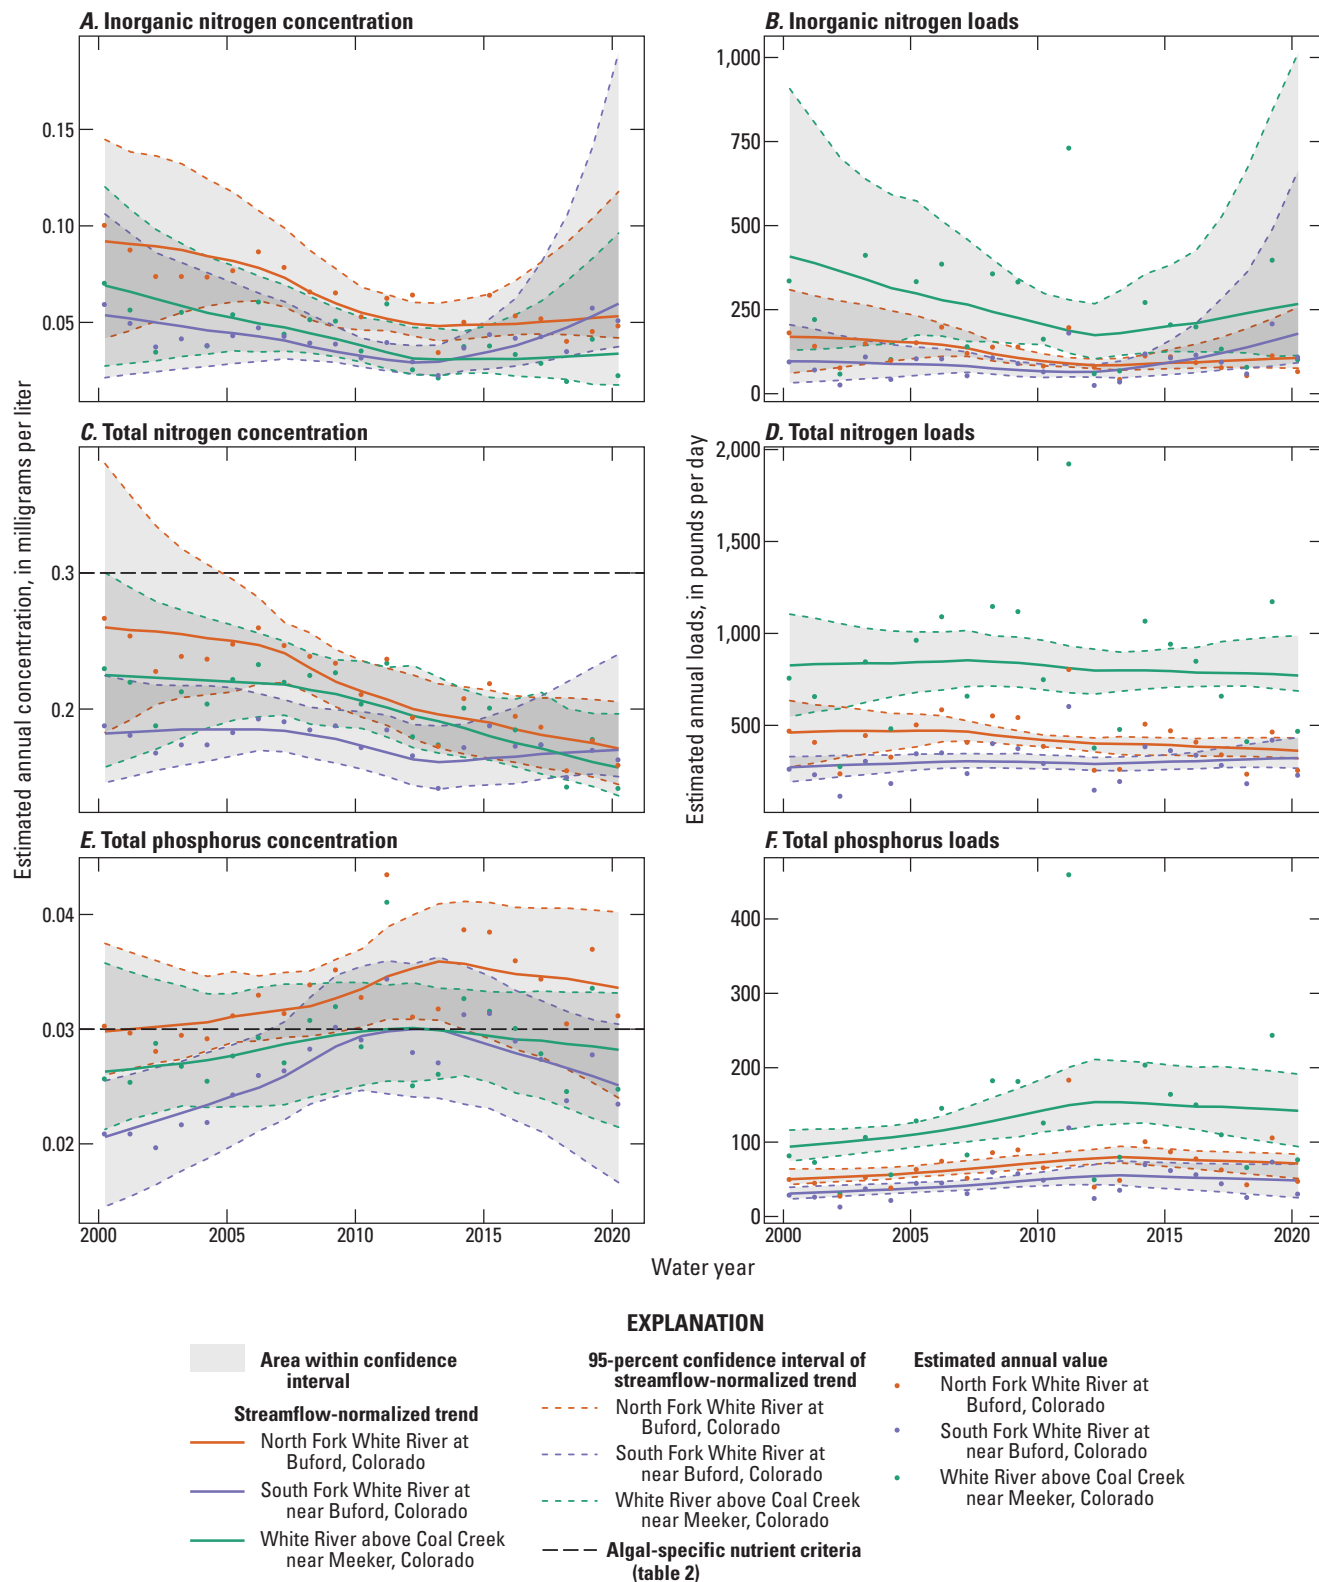 A. Inorganic nitrogen concentration
0.15
0.10
0.05
B. Inorganic nitrogen loads
1,000
750
500
250
0
C. Total nitrogen concentration
0.3
0.2
D. Total nitrogen loads
2,000
1,500
1,000
500
E. Total phosphorus concentration
0.04
0.03
0.02
2000 2005 2010 2015 2020
F. Total phosphorus loads
400
300
200
100
0
2000 2005 2010 2015 2020
Estimated annual concentration, in milligrams per liter
Estimated annual loads, in pounds per day
Water year
EXPLANATION
Area within confidence
interval
Streamflow-normalized trend
North Fork White River at
Buford, Colorado
South Fork White River at
near Buford, Colorado
White River above Coal Creek
near Meeker, Colorado
95-percent confidence interval of
streamflow-normalized trend
North Fork White River at
Buford, Colorado
South Fork White River at
near Buford, Colorado
White River above Coal Creek
near Meeker, Colorado
Algal-specific nutrient criteria
(table 2)
Estimated annual value
North Fork White River at
Buford, Colorado
South Fork White River at
near Buford, Colorado
White River above Coal Creek
near Meeker, Colorado